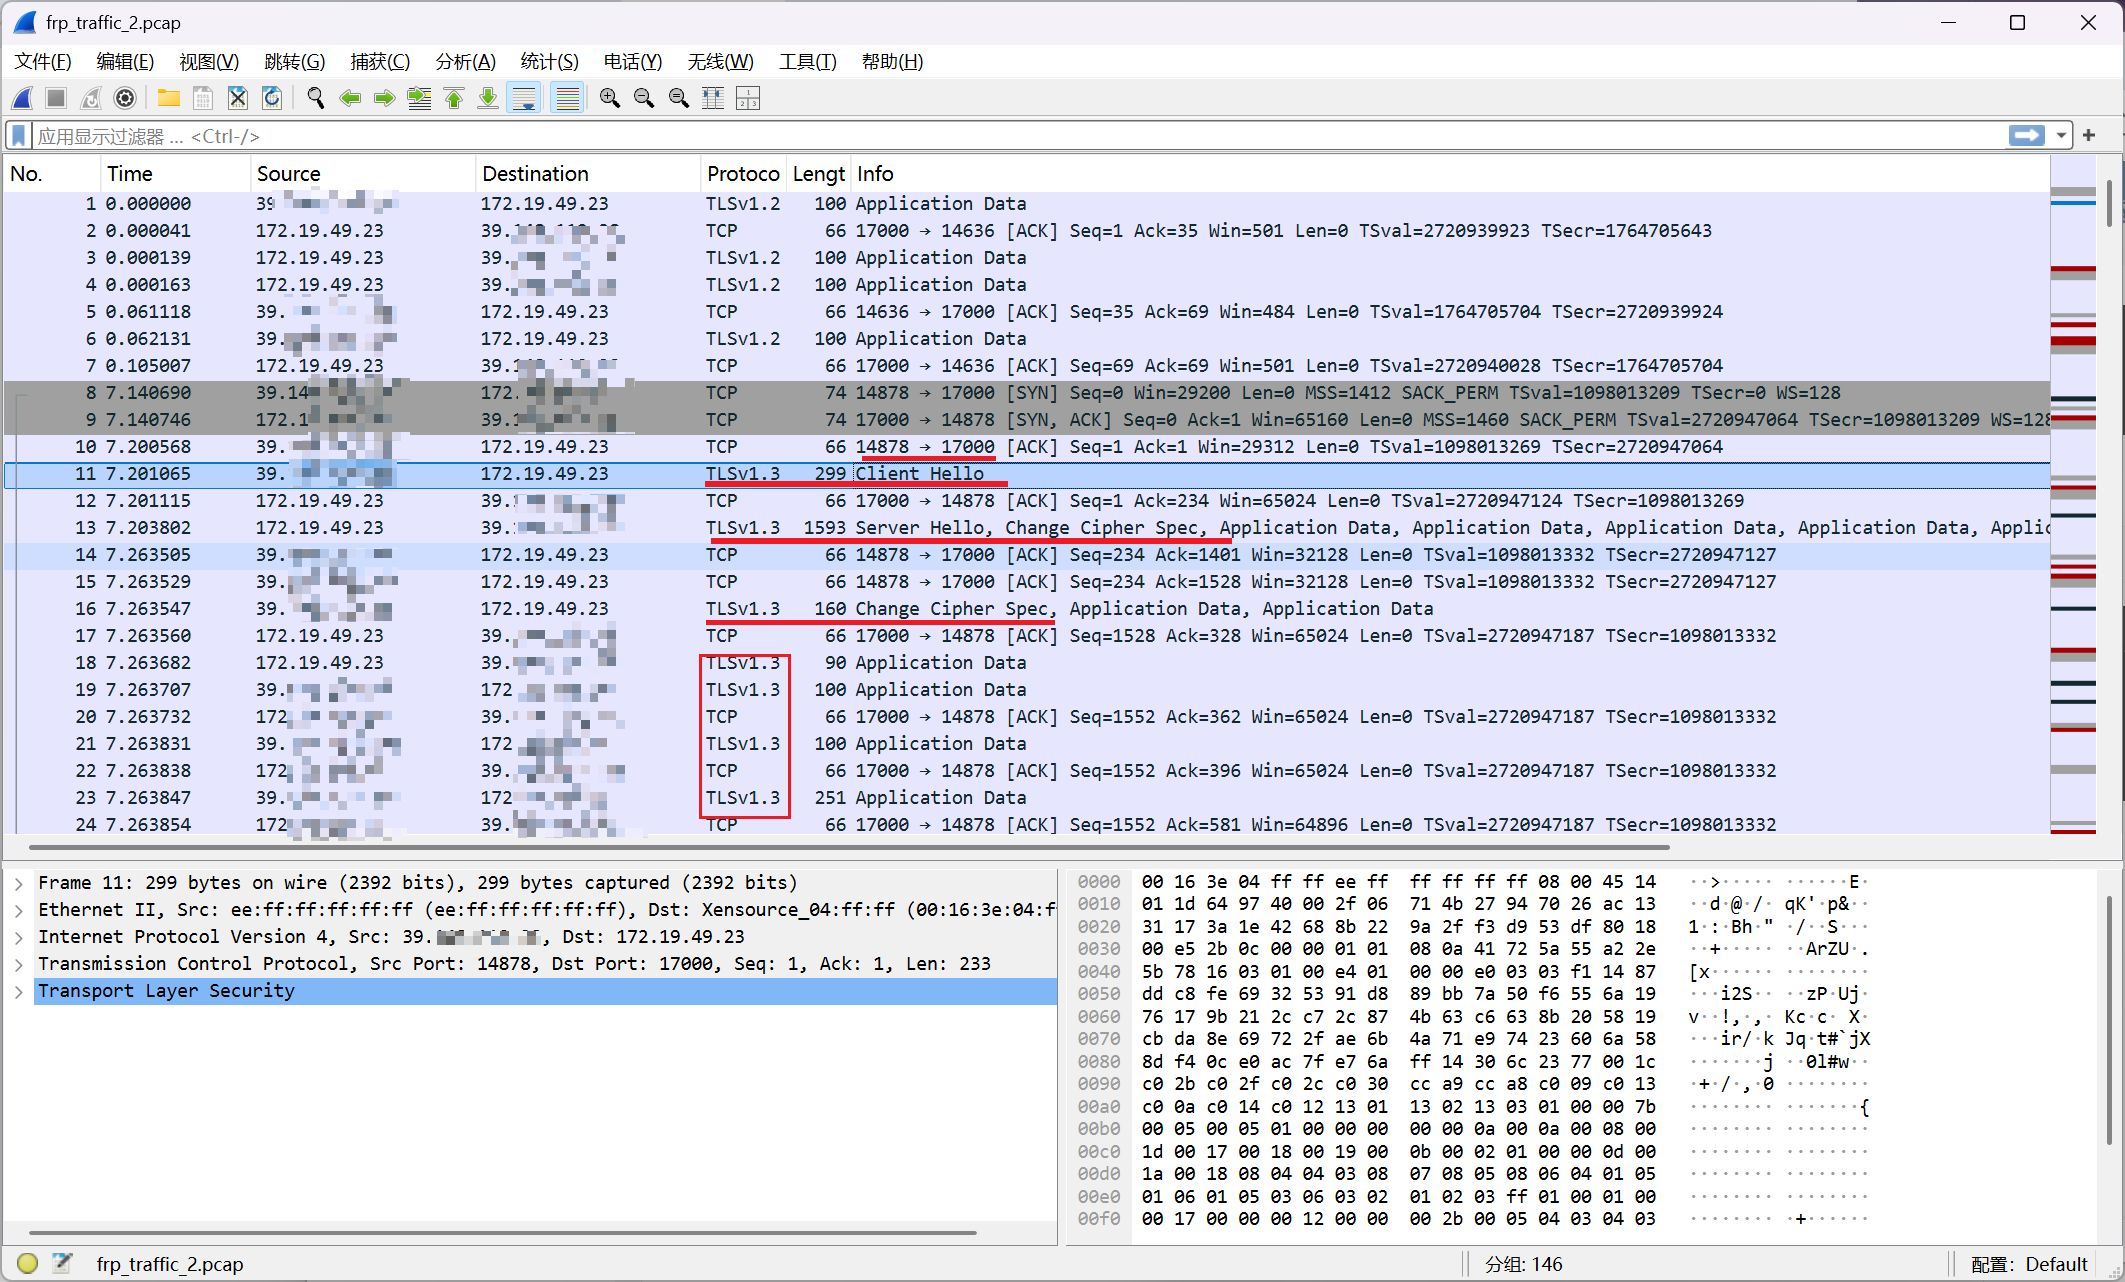 frp_traffic_2.pcap
文件(F) 编辑(E) 视图(V) 跳转(G) 捕获(C) 分析(A) 统计(S) 电话(Y) 无线(W) 工具(T) 帮助(H)
应用显示过滤器 … <Ctrl-/>
No. Time Source Destination Protoco Lengt Info
1 0.000000 39. 172.19.49.23 TLSv1.2 100 Application Data
2 0.000041 172.19.49.23 39. TCP 66 17000 → 14636 [ACK] Seq=1 Ack=35 Win=501 Len=0 TSval=2720939923 TSecr=1764705643
3 0.000139 172.19.49.23 39. TLSv1.2 100 Application Data
4 0.000163 172.19.49.23 39. TLSv1.2 100 Application Data
5 0.061118 39. 172.19.49.23 TCP 66 14636 → 17000 [ACK] Seq=35 Ack=69 Win=484 Len=0 TSval=1764705704 TSecr=2720939924
6 0.062131 39. 172.19.49.23 TLSv1.2 100 Application Data
7 0.105007 172.19.49.23 39. TCP 66 17000 → 14636 [ACK] Seq=69 Ack=69 Win=501 Len=0 TSval=2720940028 TSecr=1764705704
8 7.140690 39.14 172. TCP 74 14878 → 17000 [SYN] Seq=0 Win=29200 Len=0 MSS=1412 SACK_PERM TSval=1098013209 TSecr=0 WS=128
9 7.140746 172.1 39.1 TCP 74 17000 → 14878 [SYN, ACK] Seq=0 Ack=1 Win=65160 Len=0 MSS=1460 SACK_PERM TSval=2720947064 TSecr=1098013209 WS=128
10 7.200568 39. 172.19.49.23 TCP 66 14878 → 17000 [ACK] Seq=1 Ack=1 Win=29312 Len=0 TSval=1098013269 TSecr=2720947064
11 7.201065 39. 172.19.49.23 TLSv1.3 299 Client Hello
12 7.201115 172.19.49.23 39. TCP 66 17000 → 14878 [ACK] Seq=1 Ack=234 Win=65024 Len=0 TSval=2720947124 TSecr=1098013269
13 7.203802 172.19.49.23 39. TLSv1.3 1593 Server Hello, Change Cipher Spec, Application Data, Application Data, Application Data, Application Data, Applic
14 7.263505 39. 172.19.49.23 TCP 66 14878 → 17000 [ACK] Seq=234 Ack=1401 Win=32128 Len=0 TSval=1098013332 TSecr=2720947127
15 7.263529 39. 172.19.49.23 TCP 66 14878 → 17000 [ACK] Seq=234 Ack=1528 Win=32128 Len=0 TSval=1098013332 TSecr=2720947127
16 7.263547 39. 172.19.49.23 TLSv1.3 160 Change Cipher Spec, Application Data, Application Data
17 7.263560 172.19.49.23 39. TCP 66 17000 → 14878 [ACK] Seq=1528 Ack=328 Win=65024 Len=0 TSval=2720947187 TSecr=1098013332
18 7.263682 172.19.49.23 39. TLSv1.3 90 Application Data
19 7.263707 39. 172 TLSv1.3 100 Application Data
20 7.263732 172 39. TCP 66 17000 → 14878 [ACK] Seq=1552 Ack=362 Win=65024 Len=0 TSval=2720947187 TSecr=1098013332
21 7.263831 39. 172 TLSv1.3 100 Application Data
22 7.263838 172 39. TCP 66 17000 → 14878 [ACK] Seq=1552 Ack=396 Win=65024 Len=0 TSval=2720947187 TSecr=1098013332
23 7.263847 39. 172 TLSv1.3 251 Application Data
24 7.263854 172 39. TCP 66 17000 → 14878 [ACK] Seq=1552 Ack=581 Win=64896 Len=0 TSval=2720947187 TSecr=1098013332
Frame 11: 299 bytes on wire (2392 bits), 299 bytes captured (2392 bits)
Ethernet II, Src: ee:ff:ff:ff:ff:ff (ee:ff:ff:ff:ff:ff), Dst: Xensource_04:ff:ff (00:16:3e:04:f
Internet Protocol Version 4, Src: 39. , Dst: 172.19.49.23
Transmission Control Protocol, Src Port: 14878, Dst Port: 17000, Seq: 1, Ack: 1, Len: 233
Transport Layer Security
0000 00 16 3e 04 ff ff ee ff ff ff ff ff 08 00 45 14 ··>····· ······E·
0010 01 1d 64 97 40 00 2f 06 71 4b 27 94 70 26 ac 13 ··d·@·/· qK'·p&··
0020 31 17 3a 1e 42 68 8b 22 9a 2f f3 d9 53 df 80 18 1·:·Bh·" ·/··S···
0030 00 e5 2b 0c 00 00 01 01 08 0a 41 72 5a 55 a2 2e ··+····· ··ArZU·.
0040 5b 78 16 03 01 00 e4 01 00 00 e0 03 03 f1 14 87 [x······ ········
0050 dd c8 fe 69 32 53 91 d8 89 bb 7a 50 f6 55 6a 19 ···i2S·· ··zP·Uj·
0060 76 17 9b 21 2c c7 2c 87 4b 63 c6 63 8b 20 58 19 v··!,·,· Kc·c· X·
0070 cb da 8e 69 72 2f ae 6b 4a 71 e9 74 23 60 6a 58 ···ir/·k Jq·t#`jX
0080 8d f4 0c e0 ac 7f e7 6a ff 14 30 6c 23 77 00 1c ·······j ··0l#w··
0090 c0 2b c0 2f c0 2c c0 30 cc a9 cc a8 c0 09 c0 13 ·+·/·,·0 ········
00a0 c0 0a c0 14 c0 12 13 01 13 02 13 03 01 00 00 7b ········ ·······{
00b0 00 05 00 05 01 00 00 00 00 00 0a 00 0a 00 08 00 ········ ········
00c0 1d 00 17 00 18 00 19 00 0b 00 02 01 00 00 0d 00 ········ ········
00d0 1a 00 18 08 04 04 03 08 07 08 05 08 06 04 01 05 ········ ········
00e0 01 06 01 05 03 06 03 02 01 02 03 ff 01 00 01 00 ········ ········
00f0 00 17 00 00 00 12 00 00 00 2b 00 05 04 03 04 03 ········ ·+······
frp_traffic_2.pcap 分组: 146 配置: Default